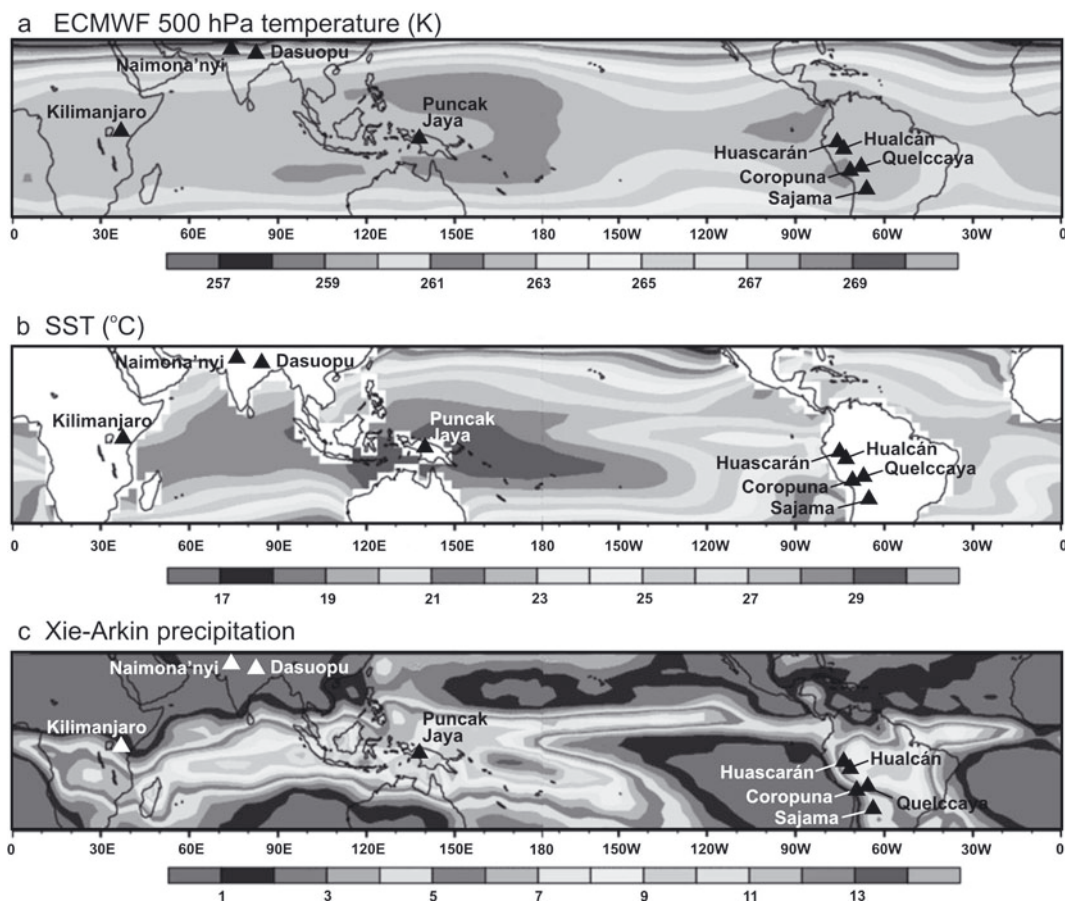 a ECMWF 500 hPa temperature (K)
Naimona'nyi Dasuopu
Kilimanjaro
Puncak
Jaya
Huascarán Hualcán
Coropuna Quelccaya
Sajama
0 30E 60E 90E 120E 150E 180 150W 120W 90W 60W 30W 0
257 259 261 263 265 267 269
b SST (°C)
Naimona'nyi Dasuopu
Kilimanjaro
Puncak
Jaya
Huascarán Hualcán
Coropuna Quelccaya
Sajama
0 30E 60E 90E 120E 150E 180 150W 120W 90W 60W 30W 0
17 19 21 23 25 27 29
c Xie-Arkin precipitation
Naimona'nyi Dasuopu
Kilimanjaro
Puncak
Jaya
Huascarán Hualcán
Coropuna Quelccaya
Sajama
0 30E 60E 90E 120E 150E 180 150W 120W 90W 60W 30W 0
1 3 5 7 9 11 13